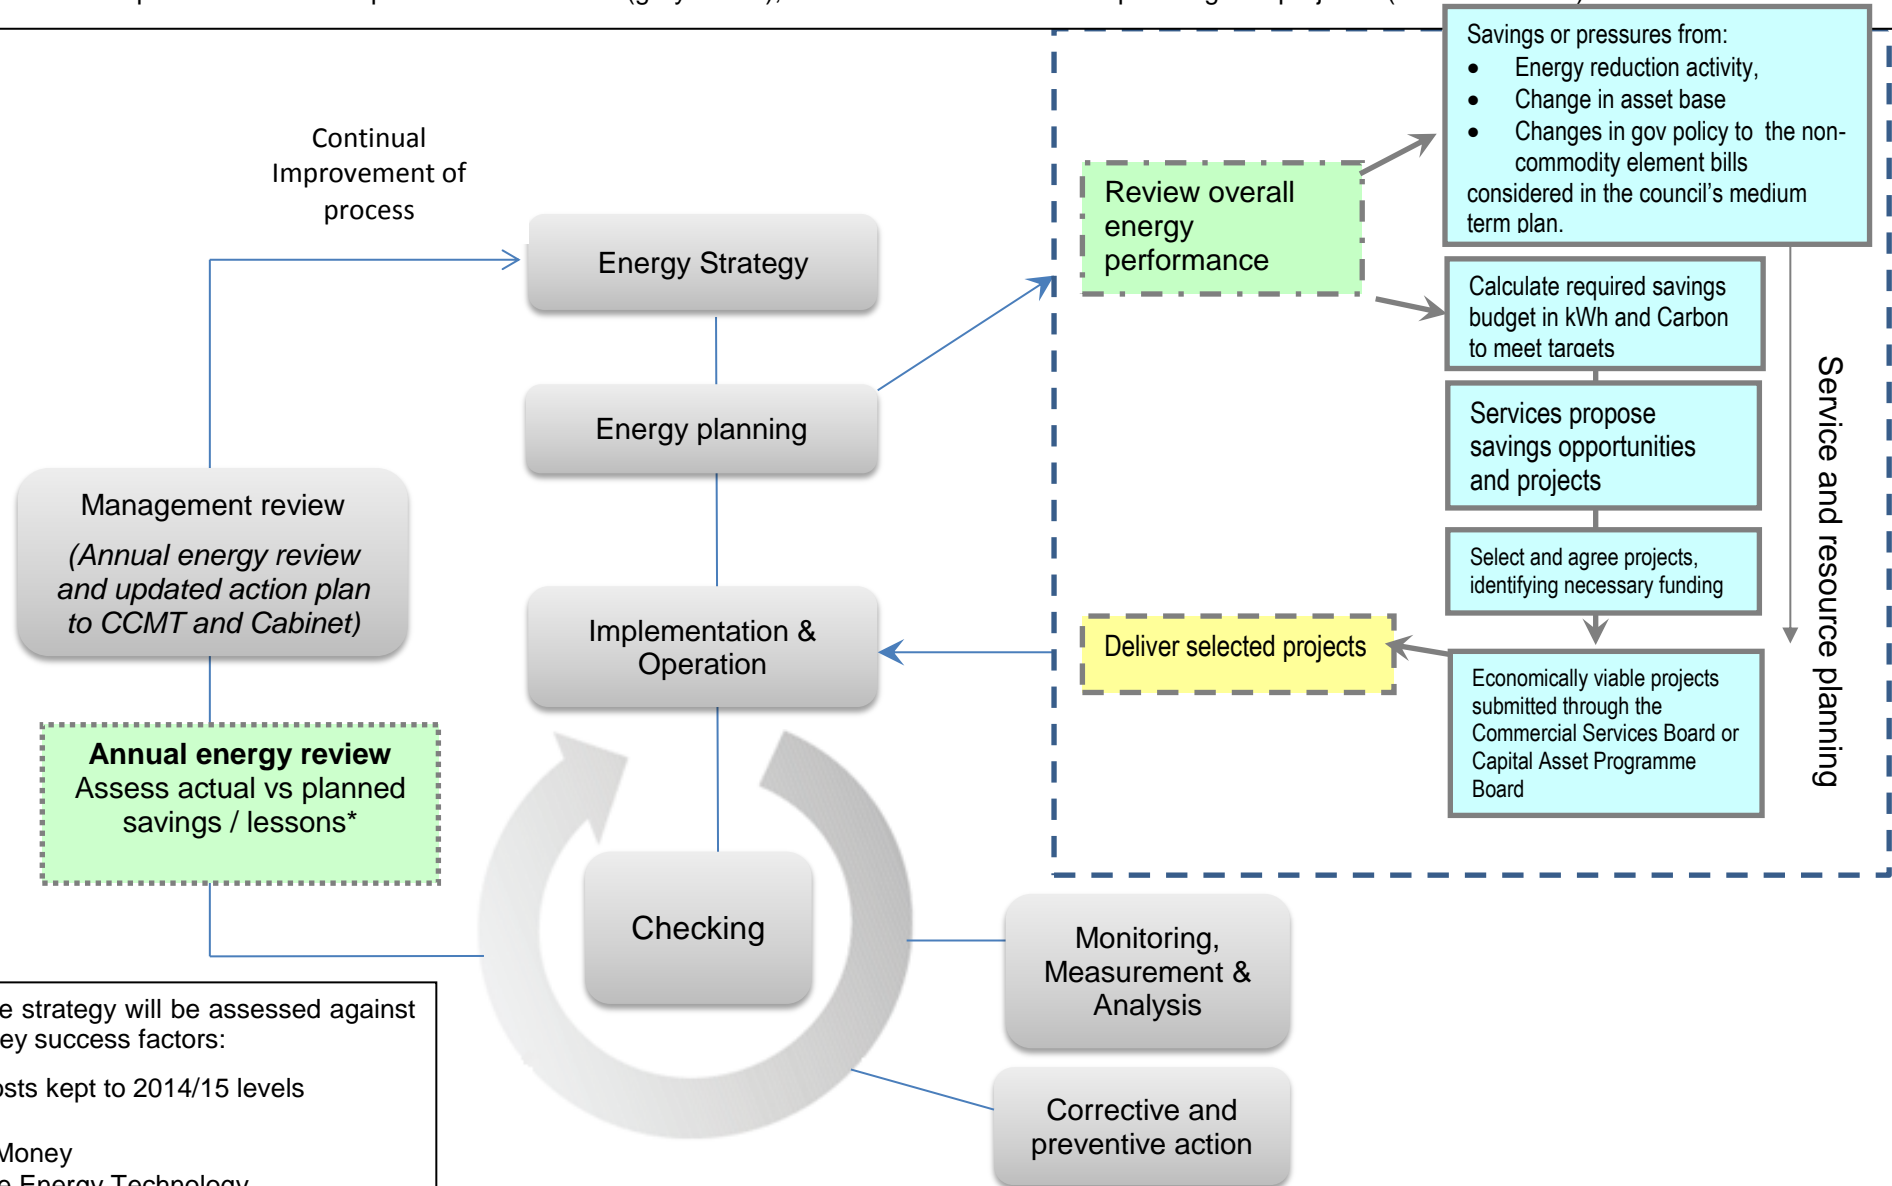 Continual
Improvement of
process
Energy Strategy
Energy planning
Management review
(Annual energy review
and updated action plan
to CCMT and Cabinet)
Implementation &
Operation
Annual energy review
Assess actual vs planned
savings / lessons*
Checking
Monitoring,
Measurement &
Analysis
Corrective and
preventive action
Review overall
energy
performance
Savings or pressures from:
• Energy reduction activity,
• Change in asset base
• Changes in gov policy to the non-
commodity element bills
considered in the council's medium
term plan.
Calculate required savings
budget in kWh and Carbon
to meet targets
Services propose
savings opportunities
and projects
Select and agree projects,
identifying necessary funding
Economically viable projects
submitted through the
Commercial Services Board or
Capital Asset Programme
Board
Deliver selected projects
Service and resource planning
strategy will be assessed against
success factors:
kept to 2014/15 levels
Money
Energy Technology